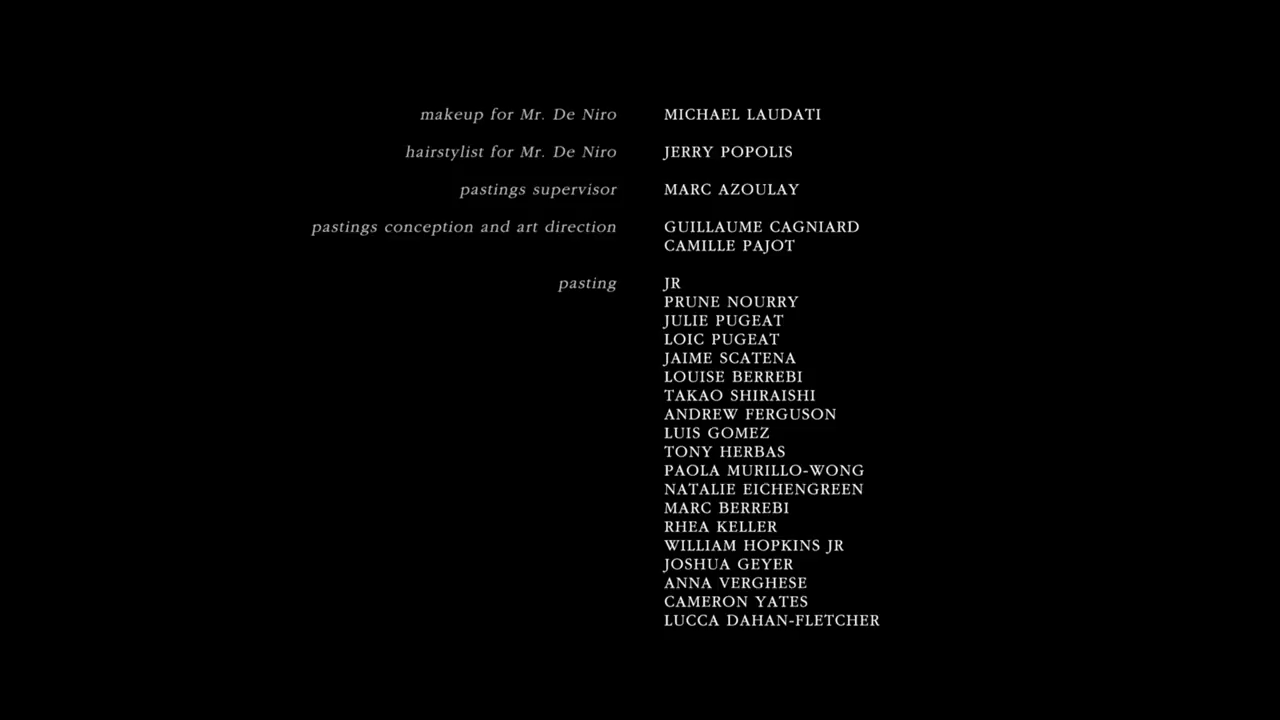 makeup for Mr. De Niro MICHAEL LAUDATI
hairstylist for Mr. De Niro JERRY POPOLIS
pastings supervisor MARC AZOULAY
pastings conception and art direction GUILLAUME CAGNIARD
CAMILLE PAJOT
pasting JR
PRUNE NOURRY
JULIE PUGEAT
LOIC PUGEAT
JAIME SCATENA
LOUISE BERREBI
TAKAO SHIRAISHI
ANDREW FERGUSON
LUIS GOMEZ
TONY HERBAS
PAOLA MURILLO-WONG
NATALIE EICHENGREEN
MARC BERREBI
RHEA KELLER
WILLIAM HOPKINS JR
JOSHUA GEYER
ANNA VERGHESE
CAMERON YATES
LUCCA DAHAN-FLETCHER